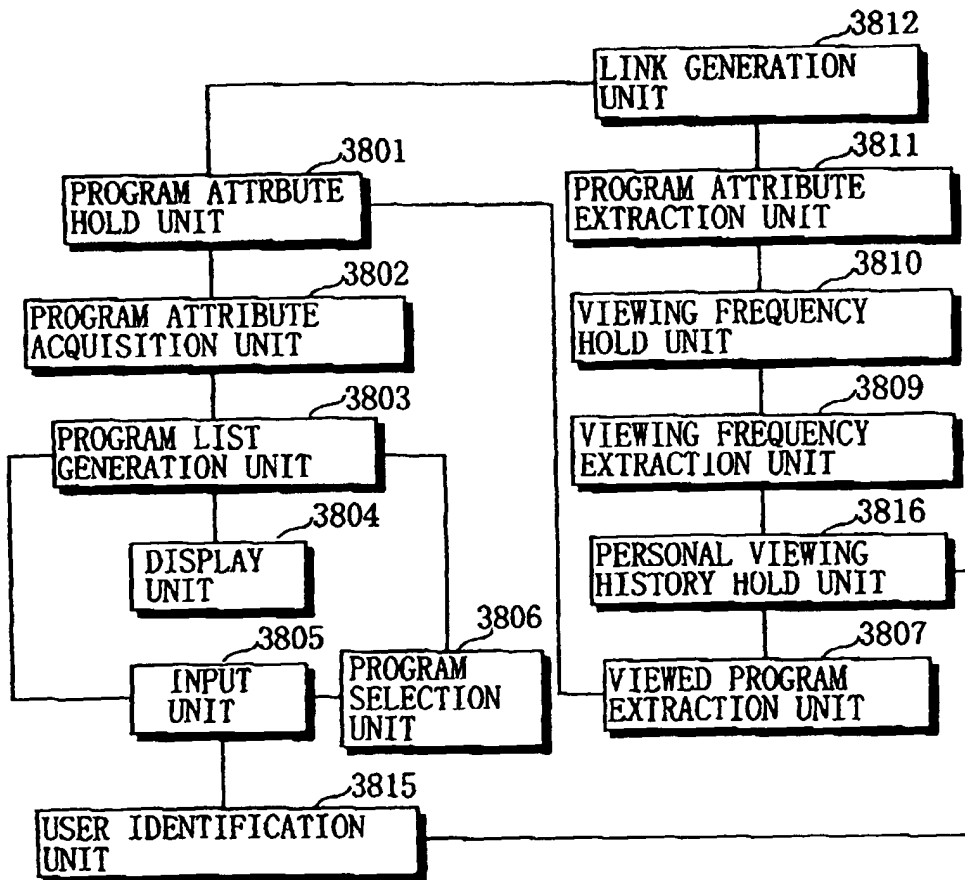 3812
LINK GENERATION
UNIT
3801
PROGRAM ATTRBUTE
HOLD UNIT
3811
PROGRAM ATTRIBUTE
EXTRACTION UNIT
3802
PROGRAM ATTRIBUTE
ACQUISITION UNIT
3810
VIEWING FREQUENCY
HOLD UNIT
3803
PROGRAM LIST
GENERATION UNIT
3809
VIEWING FREQUENCY
EXTRACTION UNIT
3804
DISPLAY
UNIT
3816
PERSONAL VIEWING
HISTORY HOLD UNIT
3805
INPUT
UNIT
3806
PROGRAM
SELECTION
UNIT
3807
VIEWED PROGRAM
EXTRACTION UNIT
3815
USER IDENTIFICATION
UNIT